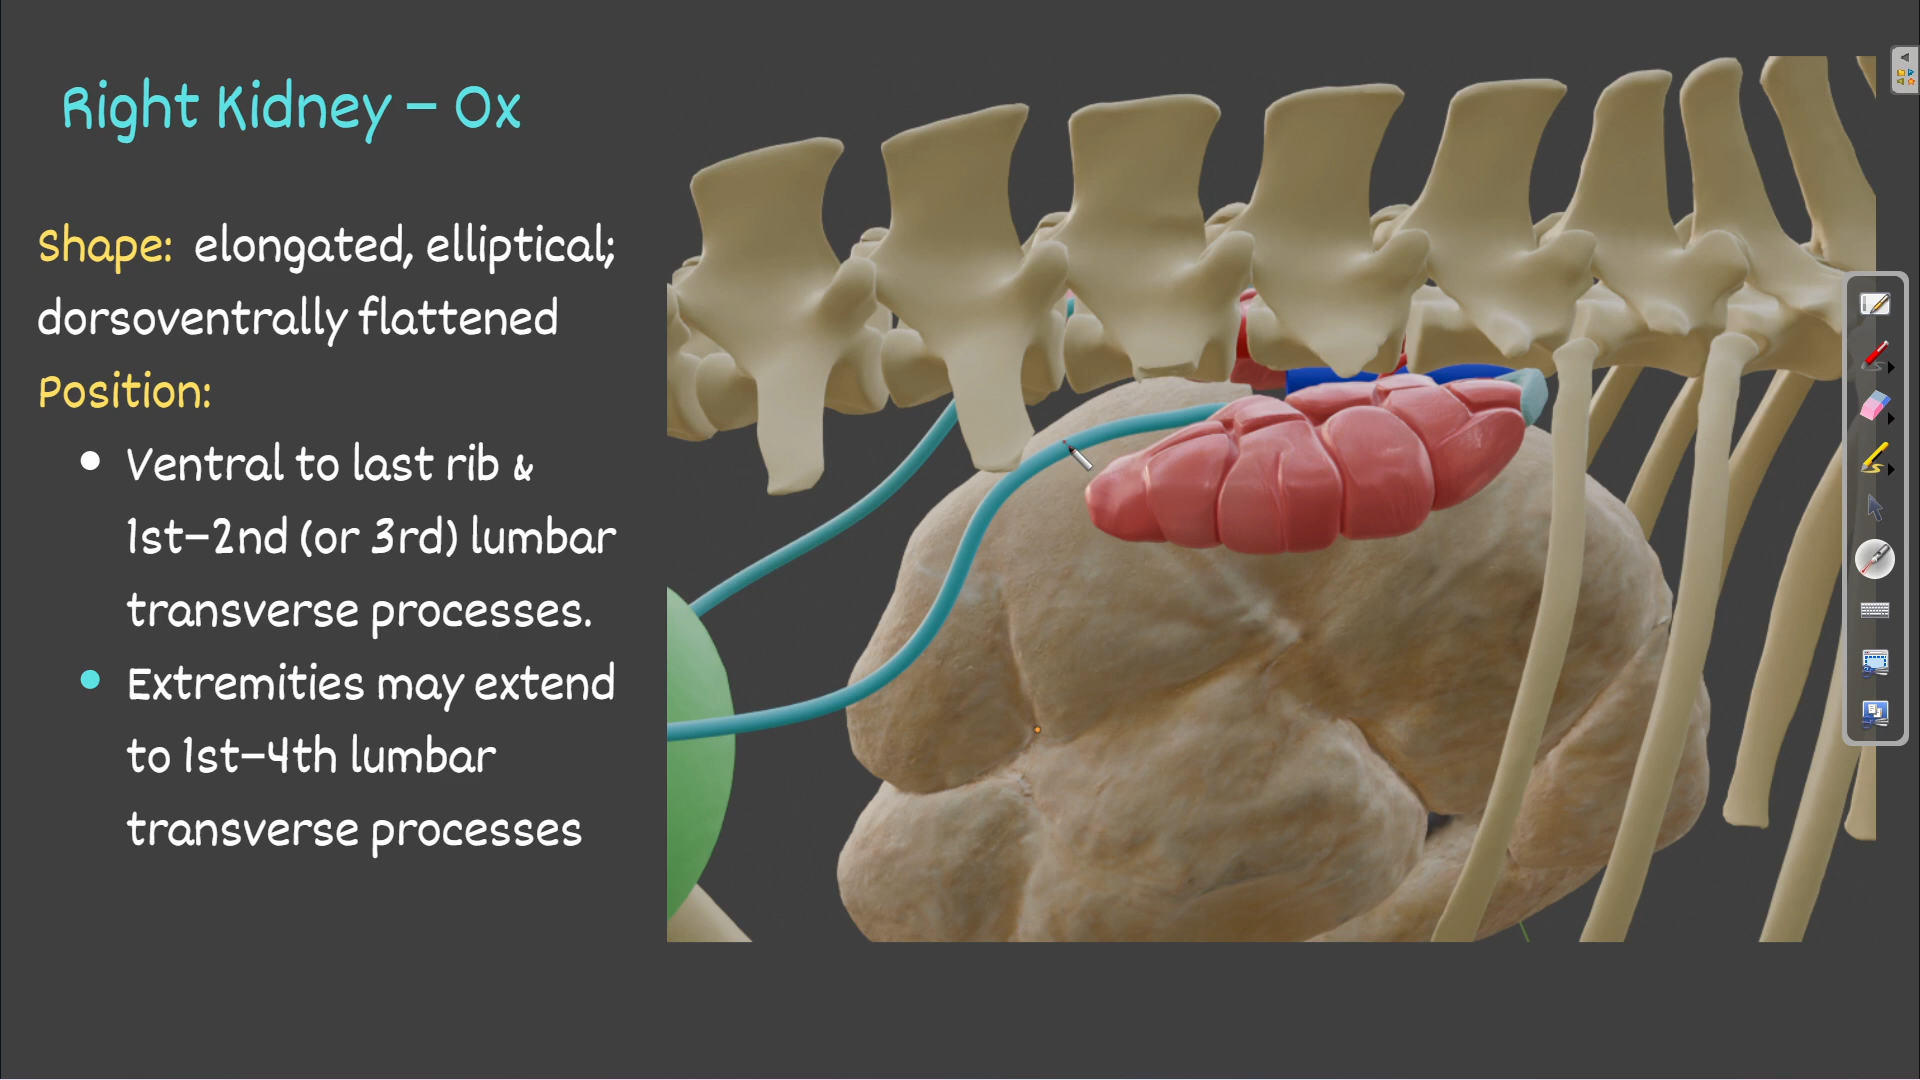 Right Kidney – Ox
Shape: elongated, elliptical;
dorsoventrally flattened
Position:
• Ventral to last rib &
1st–2nd (or 3rd) lumbar
transverse processes.
• Extremities may extend
to 1st–4th lumbar
transverse processes